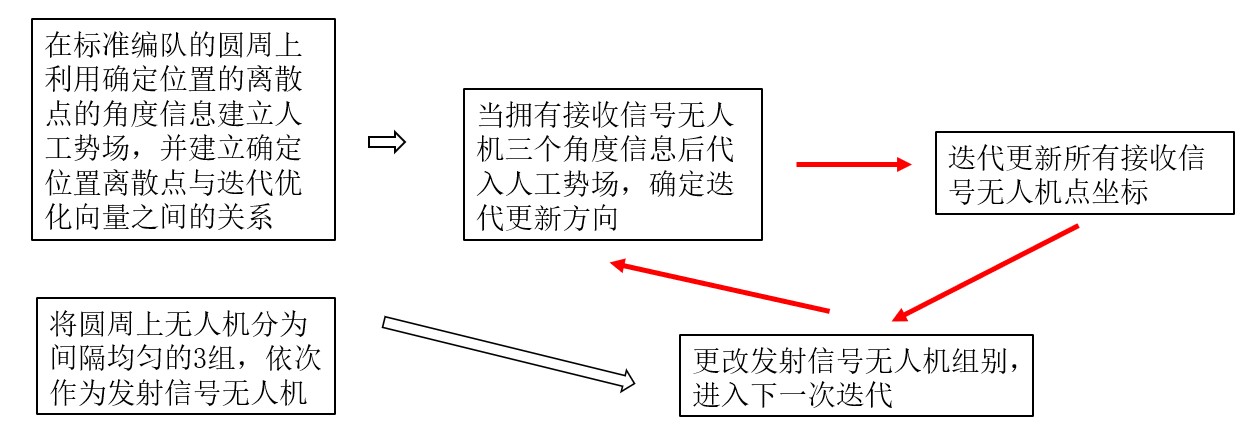 在标准编队的圆周上
利用确定位置的离散
点的角度信息建立人
工势场，并建立确定
位置离散点与迭代优
化向量之间的关系
当拥有接收信号无人
机三个角度信息后代
入人工势场，确定迭
代更新方向
迭代更新所有接收信
号无人机点坐标
将圆周上无人机分为
间隔均匀的3组，依次
作为发射信号无人机
更改发射信号无人机组别，
进入下一次迭代